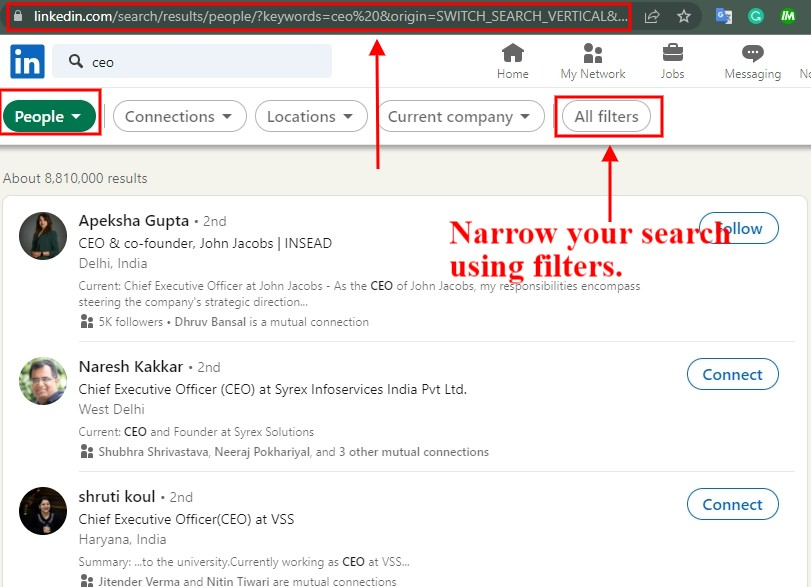 linkedin.com/search/results/people/?keywords=ceo%20&origin=SWITCH_SEARCH_VERTICAL&...
in ceo Home My Network Jobs Messaging No
People Connections Locations Current company All filters
About 8,810,000 results
Apeksha Gupta • 2nd
CEO & co-founder, John Jacobs | INSEAD
Delhi, India
Follow
Narrow your search
using filters.
Current: Chief Executive Officer at John Jacobs - As the CEO of John Jacobs, my responsibilities encompass
steering the company's strategic direction...
5K followers • Dhruv Bansal is a mutual connection
Naresh Kakkar • 2nd
Chief Executive Officer (CEO) at Syrex Infoservices India Pvt Ltd.
West Delhi
Connect
Current: CEO and Founder at Syrex Solutions
Shubhra Shrivastava, Neeraj Pokhariyal, and 3 other mutual connections
shruti koul • 2nd
Chief Executive Officer(CEO) at VSS
Haryana, India
Connect
Summary: ...to the university.Currently working as CEO at VSS...
Jitender Verma and Nitin Tiwari are mutual connections